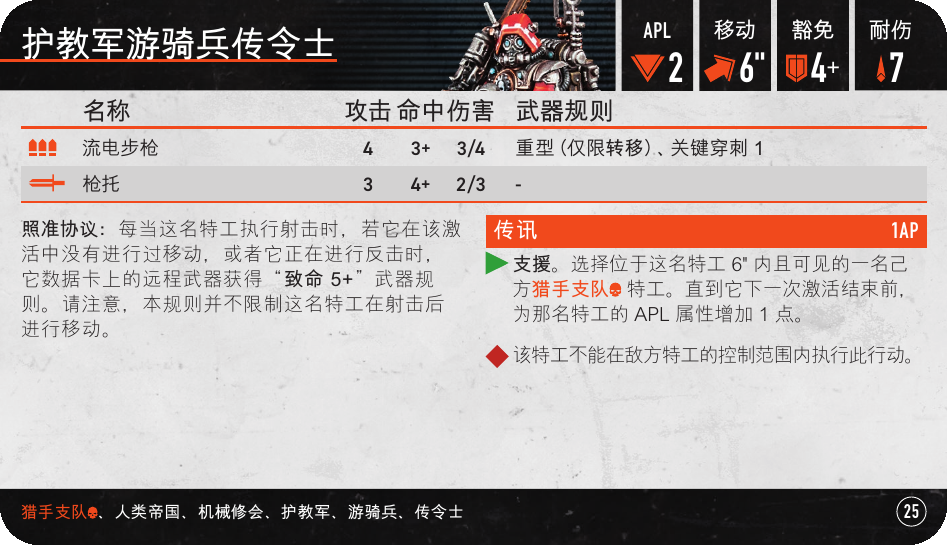 护教军游骑兵传令士
APL 移动 豁免 耐伤
2 6" 4+ 7
名称 攻击 命中 伤害 武器规则
流电步枪 4 3+ 3/4 重型（仅限转移）、关键穿刺 1
枪托 3 4+ 2/3 -
照准协议：每当这名特工执行射击时，若它在该激
活中没有进行过移动，或者它正在进行反击时，
它数据卡上的远程武器获得“致命 5+”武器规
则。请注意，本规则并不限制这名特工在射击后
进行移动。
传讯 1AP
支援。选择位于这名特工 6" 内且可见的一名己
方猎手支队特工。直到它下一次激活结束前，
为那名特工的 APL 属性增加 1 点。
该特工不能在敌方特工的控制范围内执行此行动。
猎手支队、人类帝国、机械修会、护教军、游骑兵、传令士
25